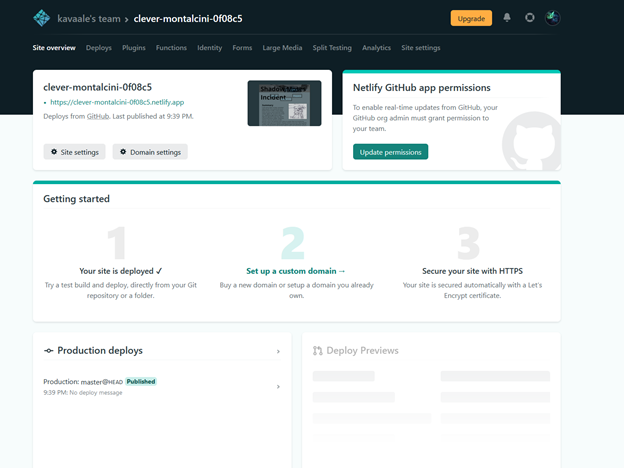 kavaale's team > clever-montalcini-0f08c5
Upgrade
Site overview Deploys Plugins Functions Identity Forms Large Media Split Testing Analytics Site settings
clever-montalcini-0f08c5
https://clever-montalcini-0f08c5.netlify.app
Deploys from GitHub. Last published at 9:39 PM.
Site settings
Domain settings
Incident
Netlify GitHub app permissions
To enable real-time updates from GitHub, your
GitHub org admin must grant permission to
your team.
Update permissions
Getting started
1
Your site is deployed ✓
Try a test build and deploy, directly from your Git
repository or a folder.
2
Set up a custom domain →
Buy a new domain or setup a domain you already
own.
3
Secure your site with HTTPS
Your site is secured automatically with a Let's
Encrypt certificate.
Production deploys
Production: master@HEAD Published
9:39 PM: No deploy message
Deploy Previews